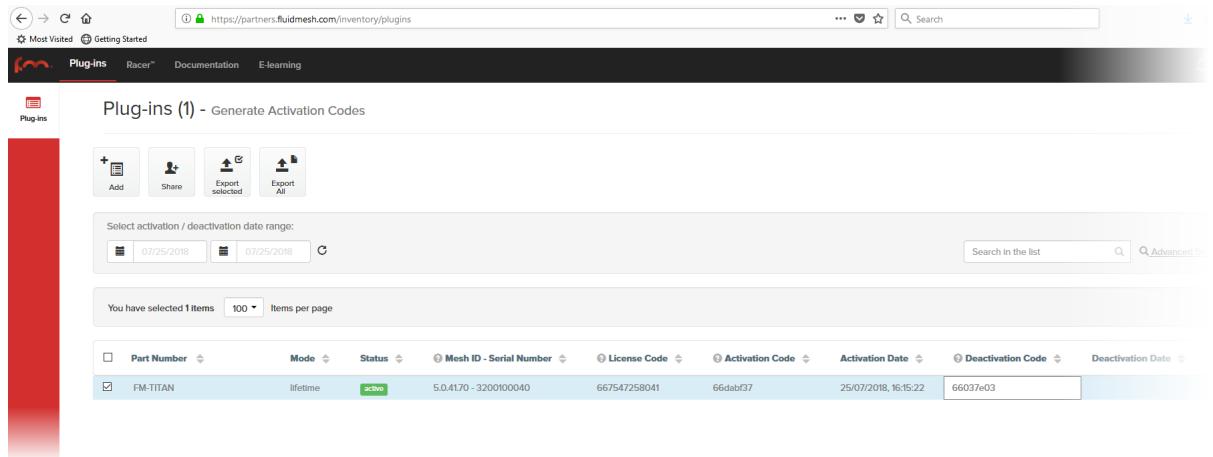 https://partners.fluidmesh.com/inventory/plugins
Search
Most Visited Getting Started
fm. Plug-ins Racer™ Documentation E-learning
Plug-ins
Plug-ins (1) - Generate Activation Codes
Add Share Export selected Export All
Select activation / deactivation date range:
07/25/2018 07/25/2018 Search in the list Advanced
You have selected 1 items 100 Items per page
Part Number Mode Status Mesh ID - Serial Number License Code Activation Code Activation Date Deactivation Code Deactivation Date
FM-TITAN lifetime active 5.0.41.70 - 3200100040 667547258041 66dabf37 25/07/2018, 16:15:22 66037e03